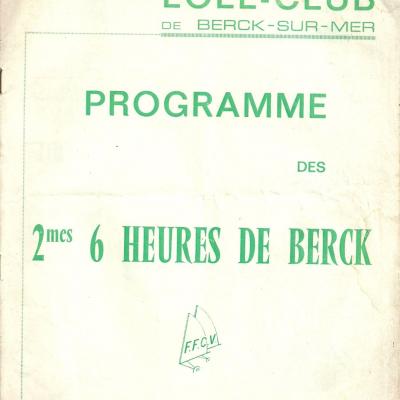 EOLE-CLUB
DE BERCK-SUR-MER
PROGRAMME
DES
2mes 6 HEURES DE BERCK
F.F.C.V.